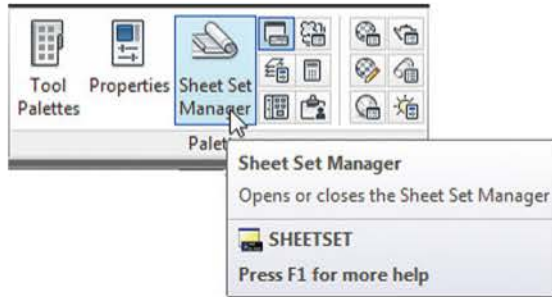 Tool
Palettes
Properties
Sheet Set
Manager
Palet
Sheet Set Manager
Opens or closes the Sheet Set Manager
SHEETSET
Press F1 for more help